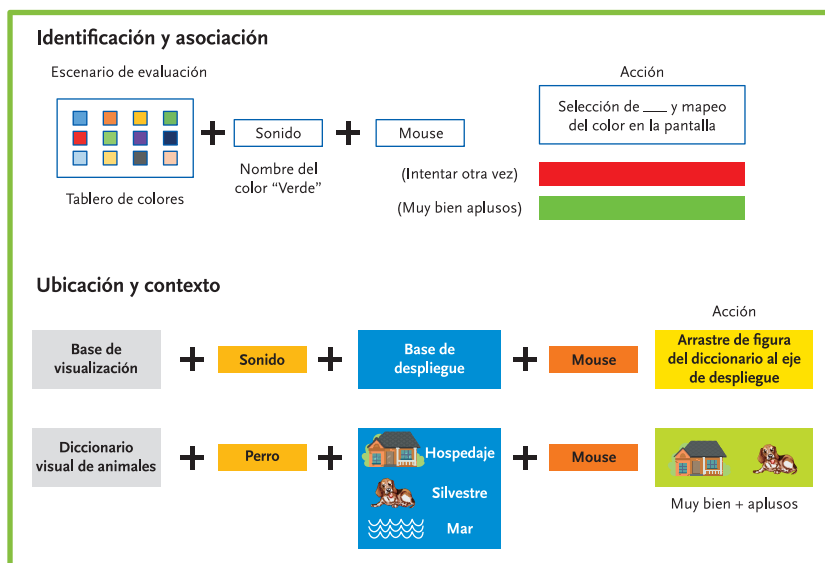 Identificación y asociación
Escenario de evaluación
Acción
Selección de ___ y mapeo
del color en la pantalla
Sonido
Mouse
Nombre del
color “Verde”
(Intentar otra vez)
Tablero de colores
(Muy bien aplusos)
Ubicación y contexto
Acción
Base de
visualización
Sonido
Base de
despliegue
Mouse
Arrastre de figura
del diccionario al eje
de despliegue
Diccionario
visual de animales
Perro
Hospedaje
Silvestre
Mar
Mouse
Muy bien + aplusos